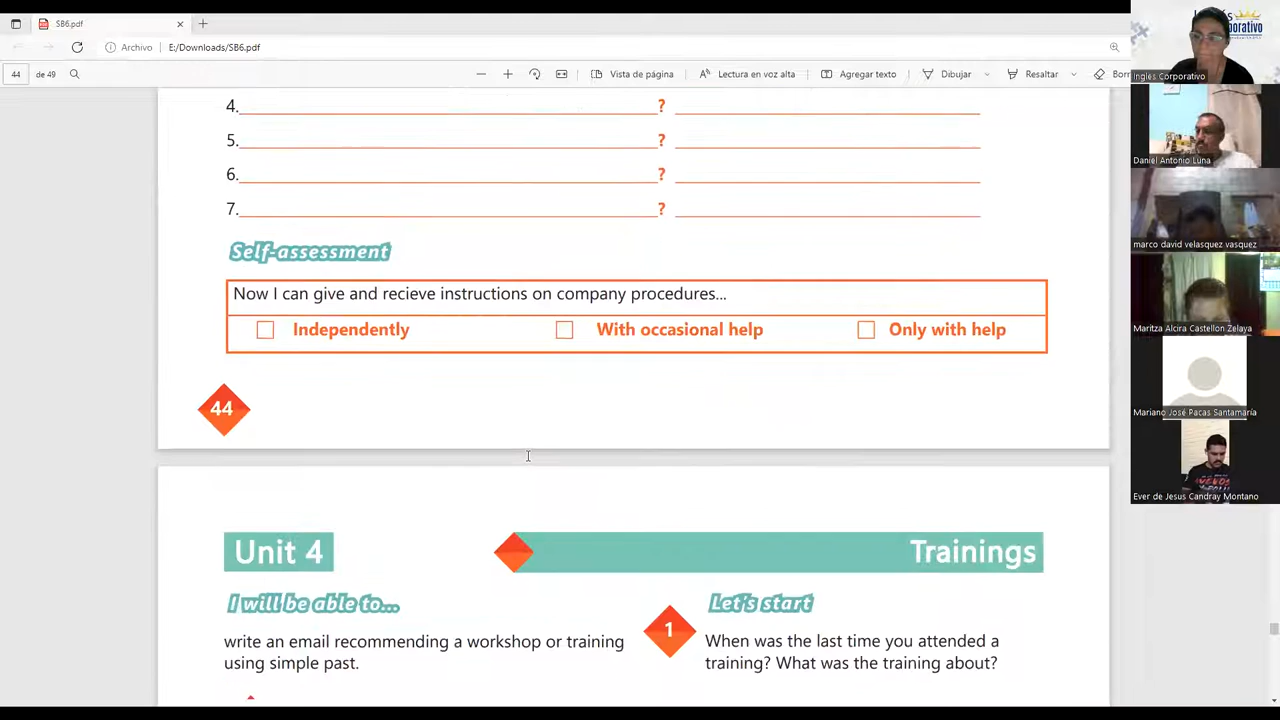 SB6.pdf
Archivo
E:/Downloads/SB6.pdf
44
de 49
Vista de página
Lectura en voz alta
Agregar texto
Dibujar
Resaltar
Borr
4. ?
5. ?
6. ?
7. ?
Self-assessment
Now I can give and recieve instructions on company procedures...
Independently
With occasional help
Only with help
44
Unit 4
Trainings
I will be able to...
Let's start
write an email recommending a workshop or training
using simple past.
1
When was the last time you attended a
training? What was the training about?
Ingles Corporativo
Daniel Antonio Luna
marco david velasquez vasquez
Maritza Alcira Castellon Zelaya
Mariano José Pacas Santamaría
Ever de Jesus Candray Montano